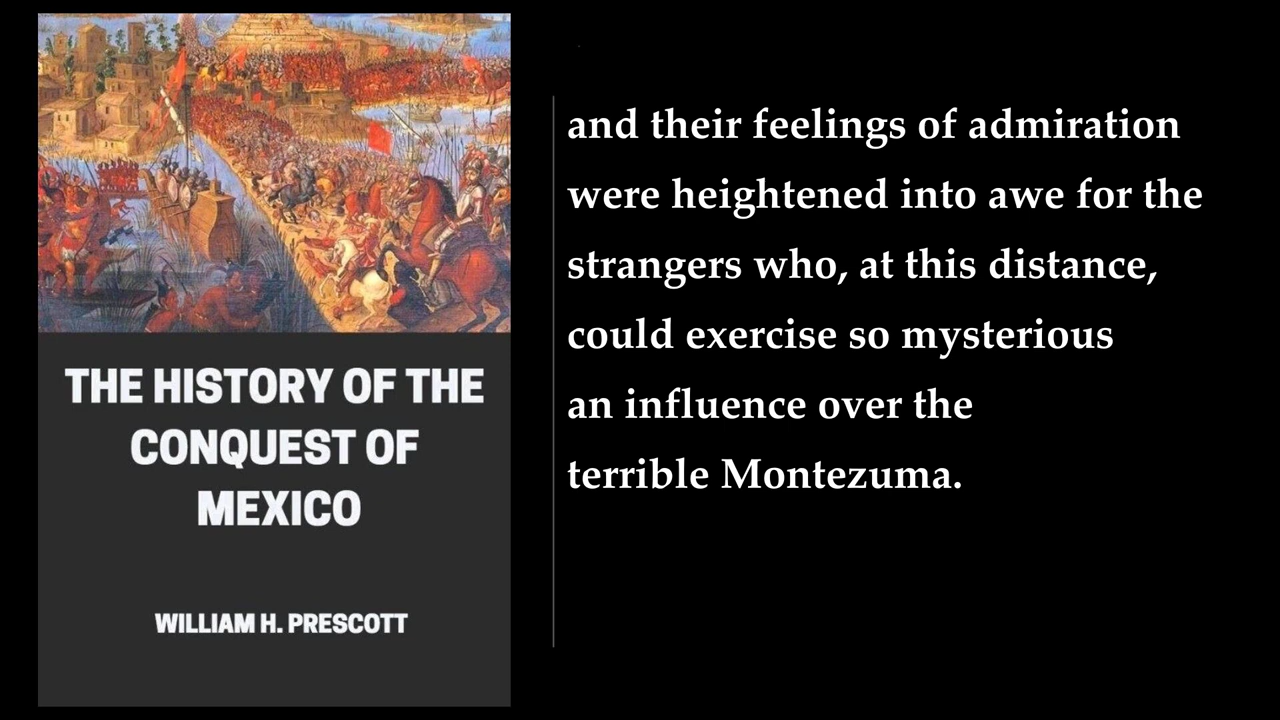 THE HISTORY OF THE
CONQUEST OF
MEXICO
WILLIAM H. PRESCOTT
and their feelings of admiration
were heightened into awe for the
strangers who, at this distance,
could exercise so mysterious
an influence over the
terrible Montezuma.